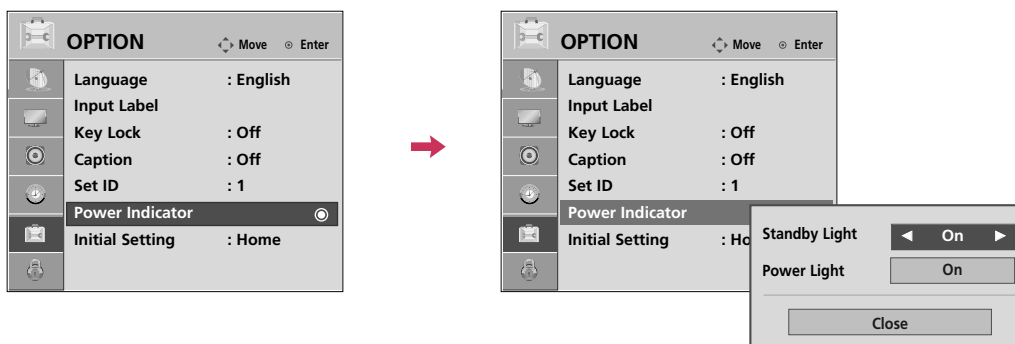 OPTION Move Enter
Language : English
Input Label
Key Lock : Off
Caption : Off
Set ID : 1
Power Indicator
Initial Setting : Home
OPTION Move Enter
Language : English
Input Label
Key Lock : Off
Caption : Off
Set ID : 1
Power Indicator
Initial Setting : Ho
Standby Light ◀ On ▶
Power Light On
Close